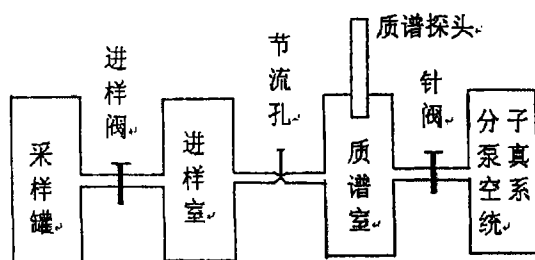 质谱探头
进样阀
节流孔
针阀
采样罐
进样室
质谱室
分子泵真空系统